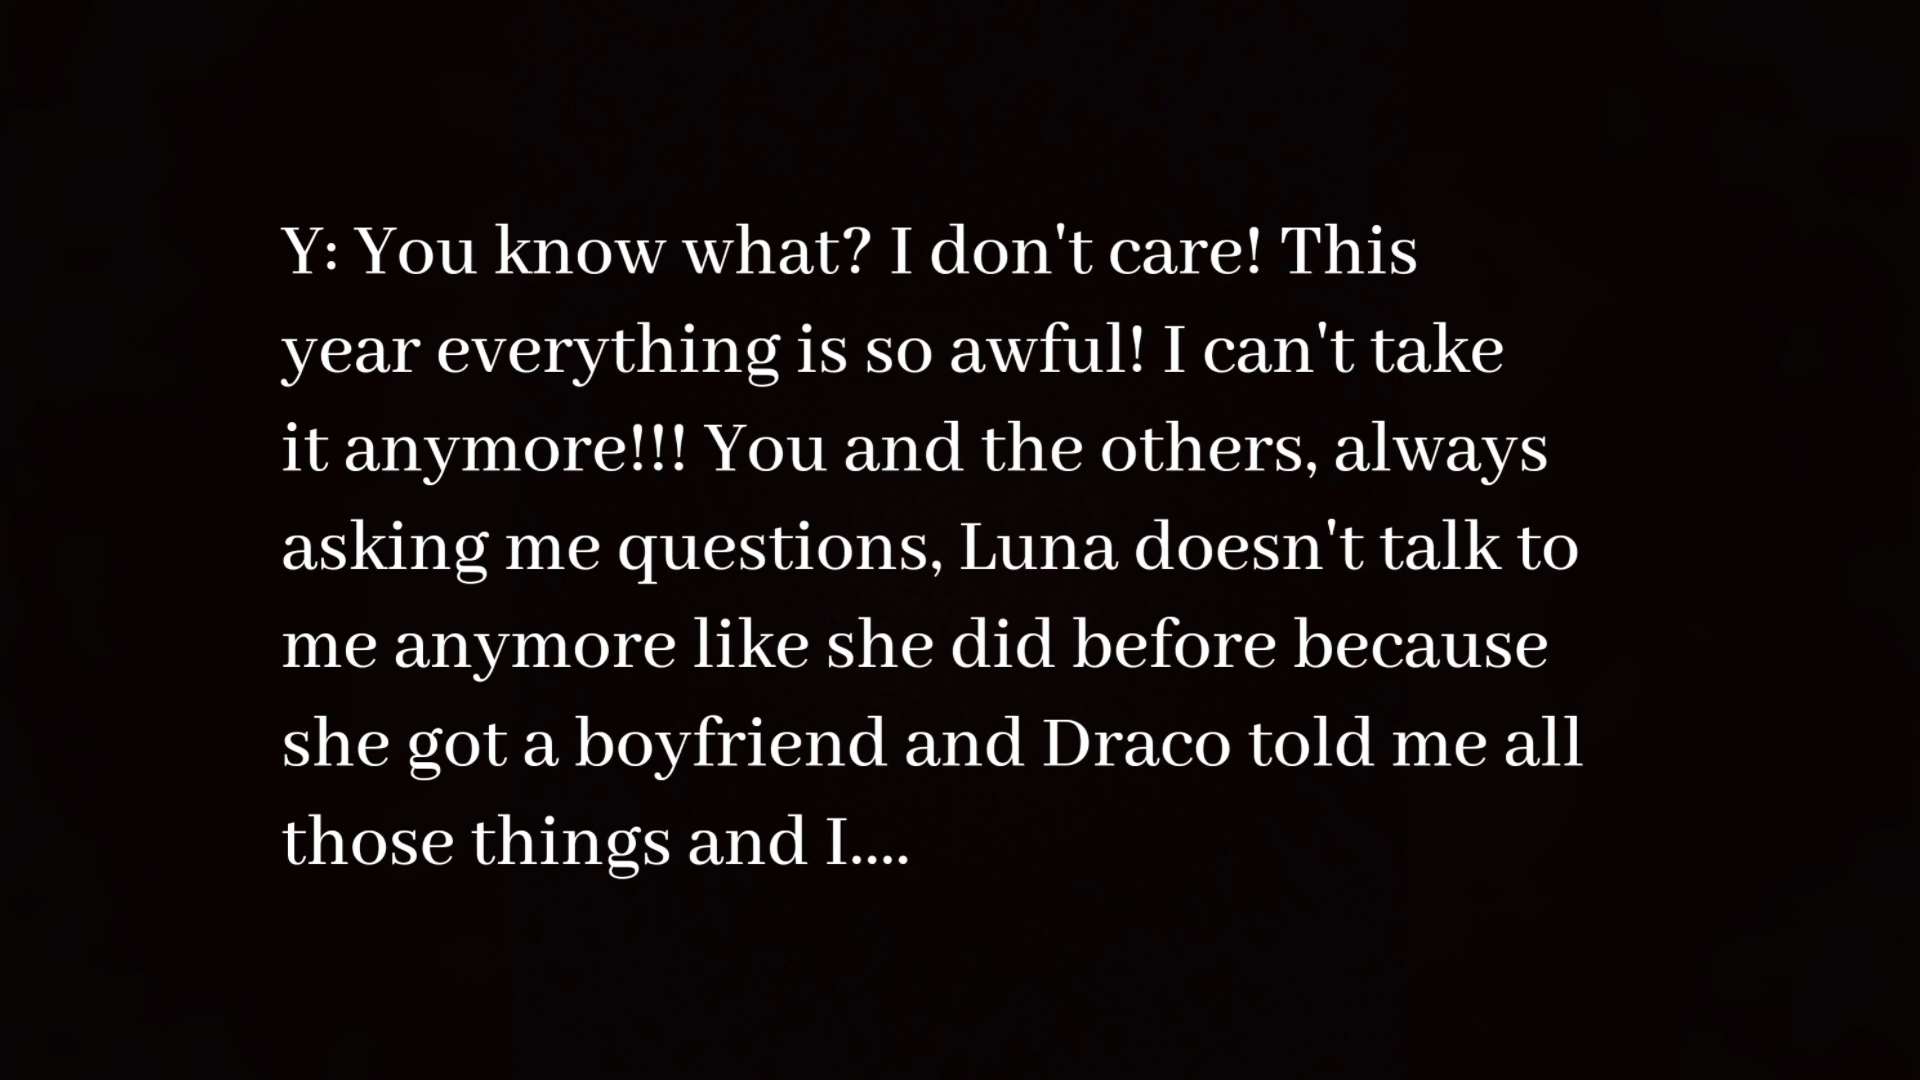 Y: You know what? I don't care! This
year everything is so awful! I can't take
it anymore!!! You and the others, always
asking me questions, Luna doesn't talk to
me anymore like she did before because
she got a boyfriend and Draco told me all
those things and I....